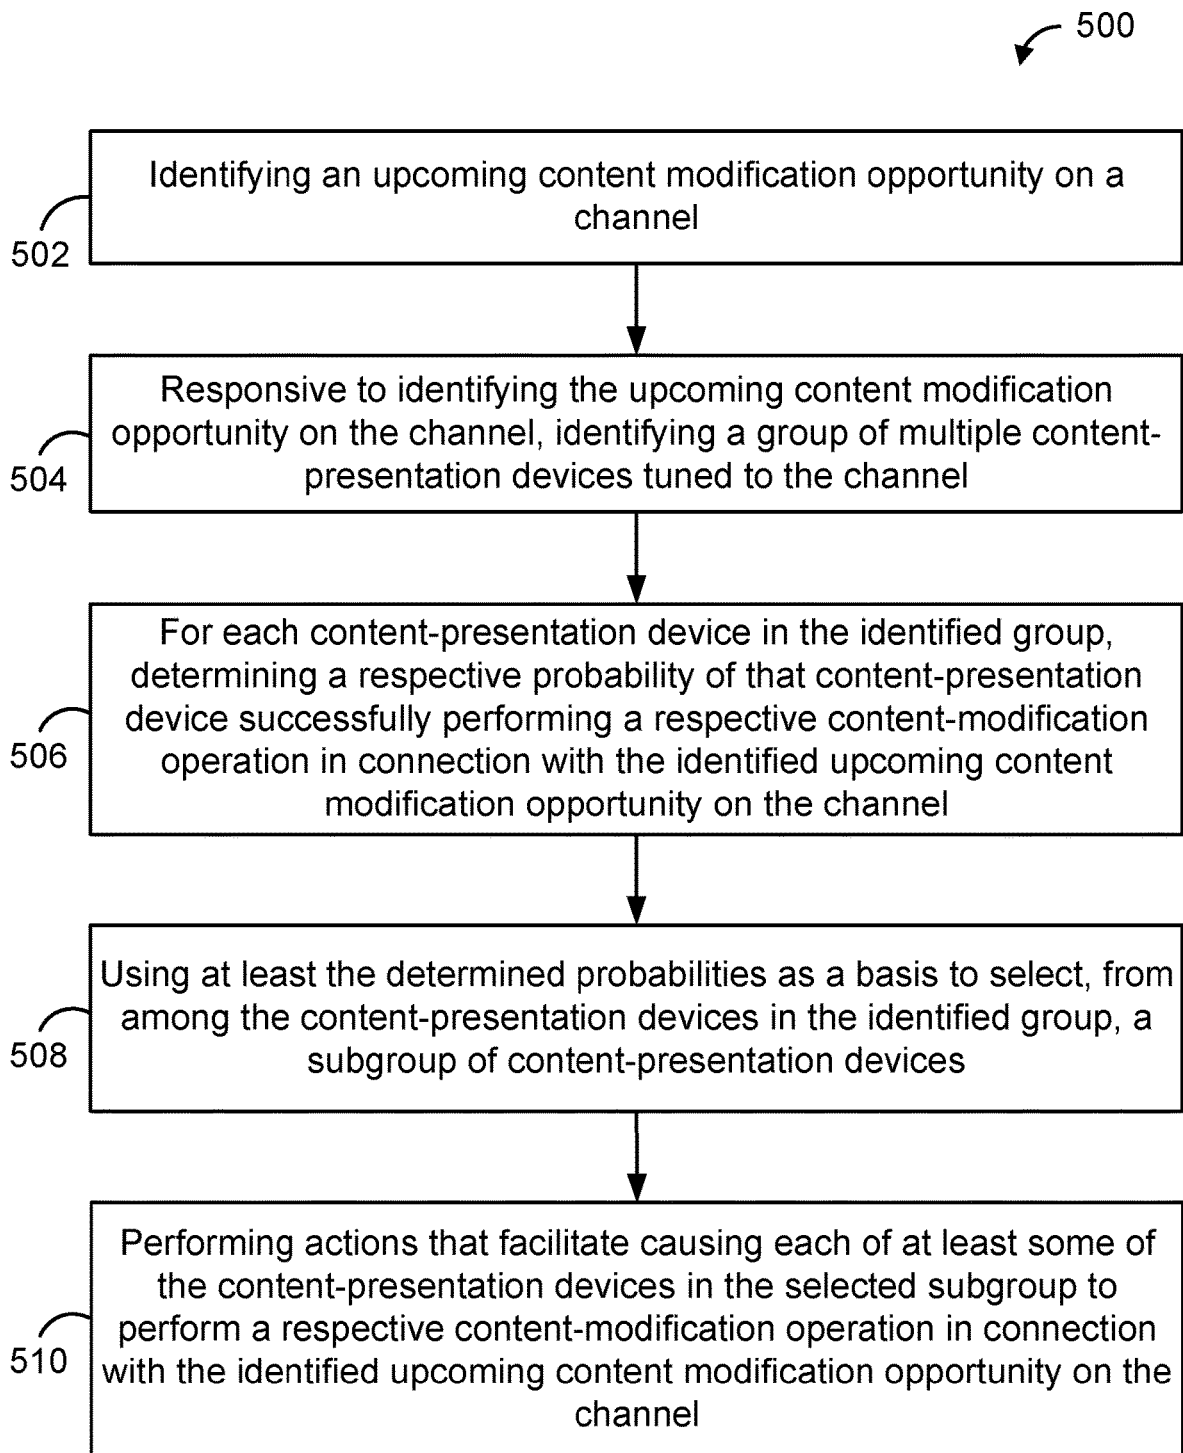 500
Identifying an upcoming content modification opportunity on a
channel
502
Responsive to identifying the upcoming content modification
opportunity on the channel, identifying a group of multiple content-
presentation devices tuned to the channel
504
For each content-presentation device in the identified group,
determining a respective probability of that content-presentation
device successfully performing a respective content-modification
operation in connection with the identified upcoming content
modification opportunity on the channel
506
Using at least the determined probabilities as a basis to select, from
among the content-presentation devices in the identified group, a
subgroup of content-presentation devices
508
Performing actions that facilitate causing each of at least some of
the content-presentation devices in the selected subgroup to
perform a respective content-modification operation in connection
with the identified upcoming content modification opportunity on the
channel
510